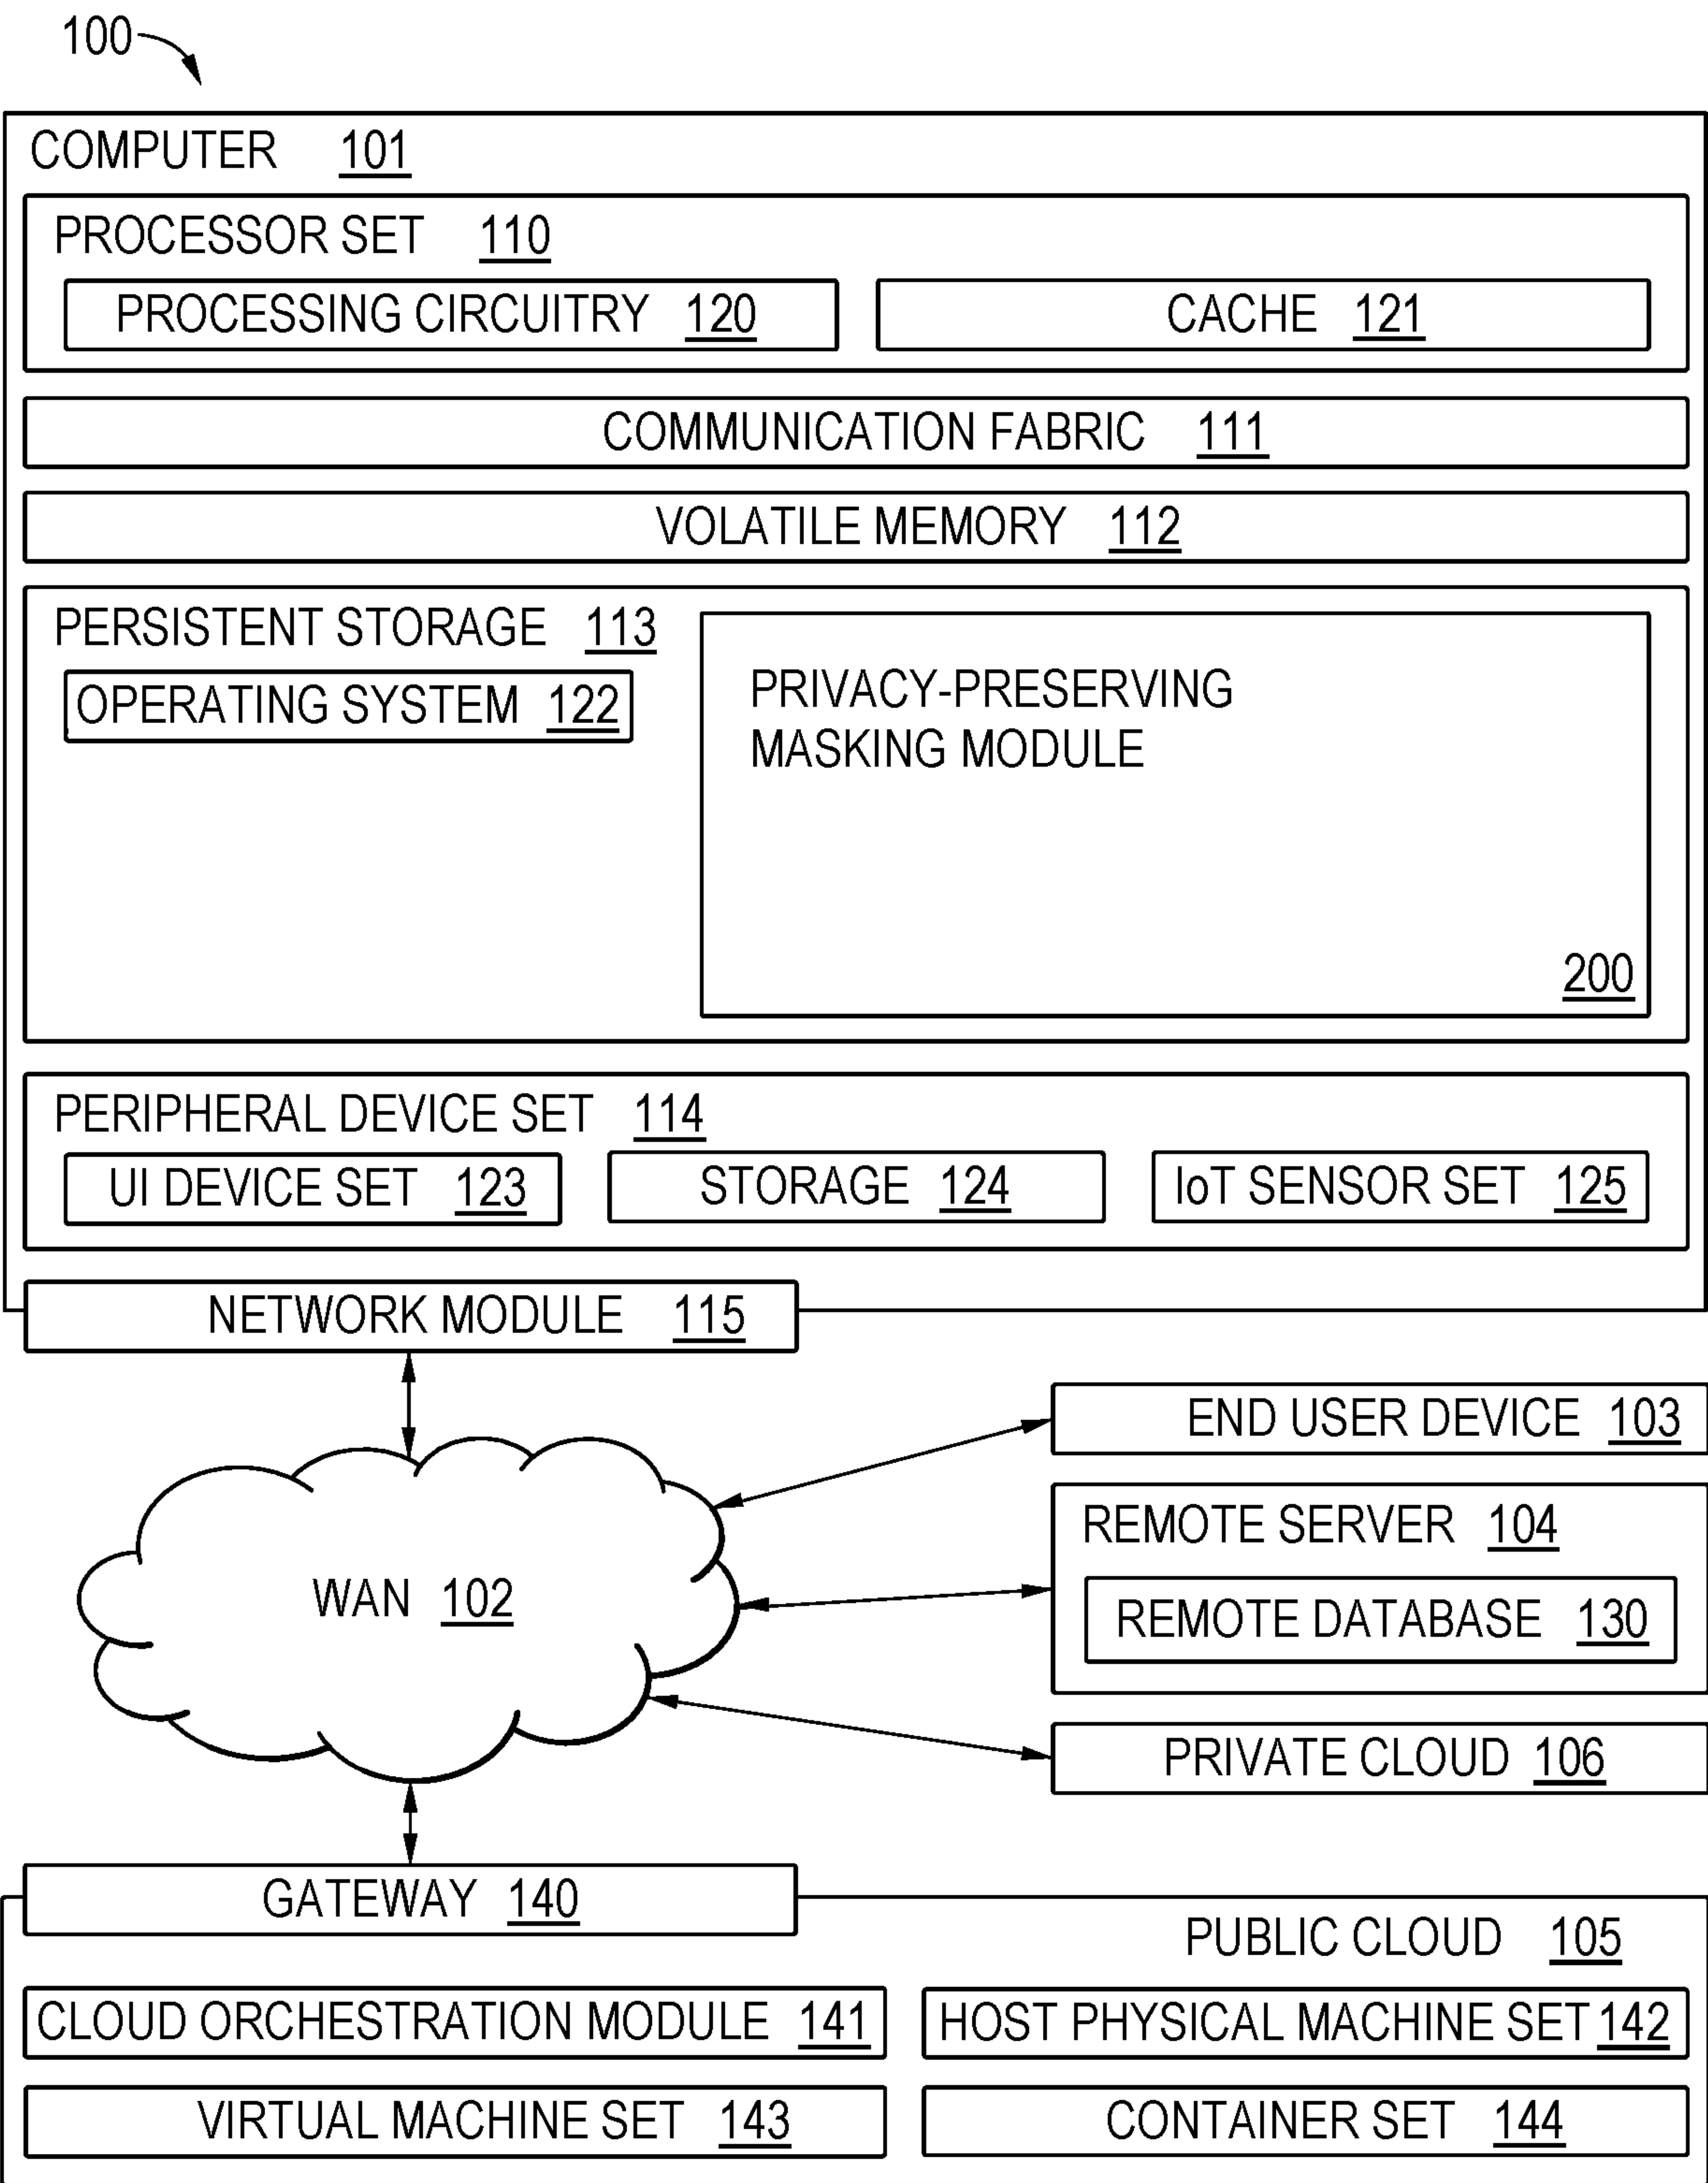 100
COMPUTER 101
PROCESSOR SET 110
PROCESSING CIRCUITRY 120
CACHE 121
COMMUNICATION FABRIC 111
VOLATILE MEMORY 112
PERSISTENT STORAGE 113
OPERATING SYSTEM 122
PRIVACY-PRESERVING
MASKING MODULE
200
PERIPHERAL DEVICE SET 114
UI DEVICE SET 123
STORAGE 124
IoT SENSOR SET 125
NETWORK MODULE 115
END USER DEVICE 103
REMOTE SERVER 104
REMOTE DATABASE 130
WAN 102
PRIVATE CLOUD 106
GATEWAY 140
PUBLIC CLOUD 105
CLOUD ORCHESTRATION MODULE 141
HOST PHYSICAL MACHINE SET 142
VIRTUAL MACHINE SET 143
CONTAINER SET 144